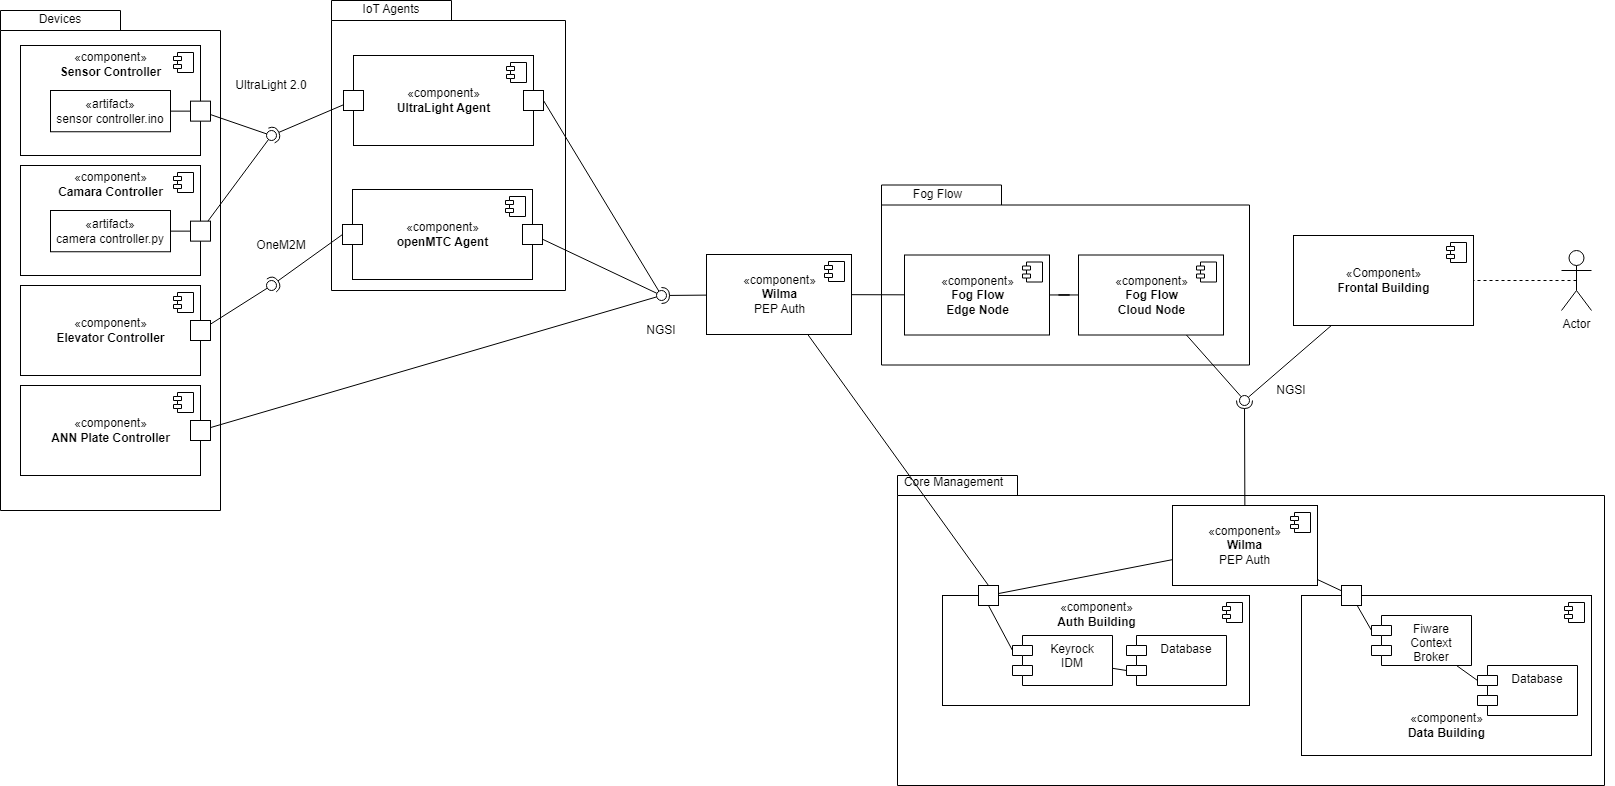 Devices
«component»
Sensor Controller
«artifact»
sensor controller.ino
«component»
Camara Controller
«artifact»
camera controller.py
«component»
Elevator Controller
«component»
ANN Plate Controller
UltraLight 2.0
OneM2M
IoT Agents
«component»
UltraLight Agent
«component»
openMTC Agent
NGSI
«component»
Wilma
PEP Auth
Fog Flow
«component»
Fog Flow
Edge Node
«component»
Fog Flow
Cloud Node
«Component»
Frontal Building
Actor
NGSI
Core Management
«component»
Wilma
PEP Auth
«component»
Auth Building
Keyrock
IDM
Database
Fiware
Context
Broker
Database
«component»
Data Building